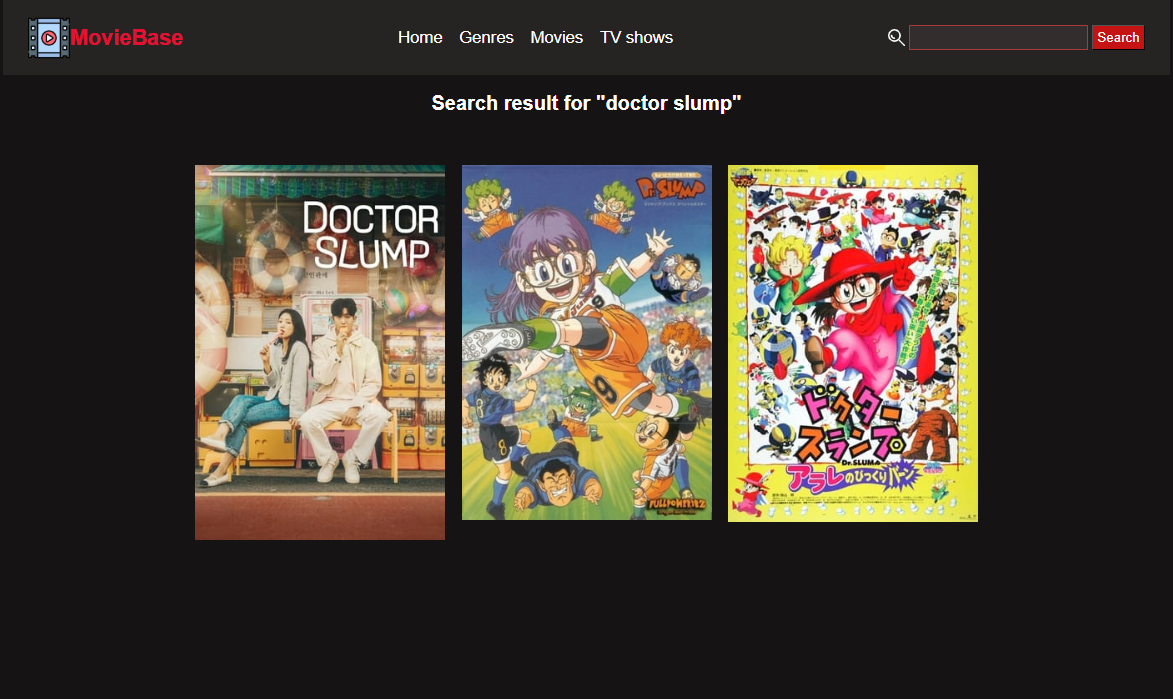 MovieBase
Home Genres Movies TV shows
Search
Search result for "doctor slump"
DOCTOR
SLUMP
DR. SLUMP
ドクター
スランプ
DR. SLUMP
アラレのびっくりバーン